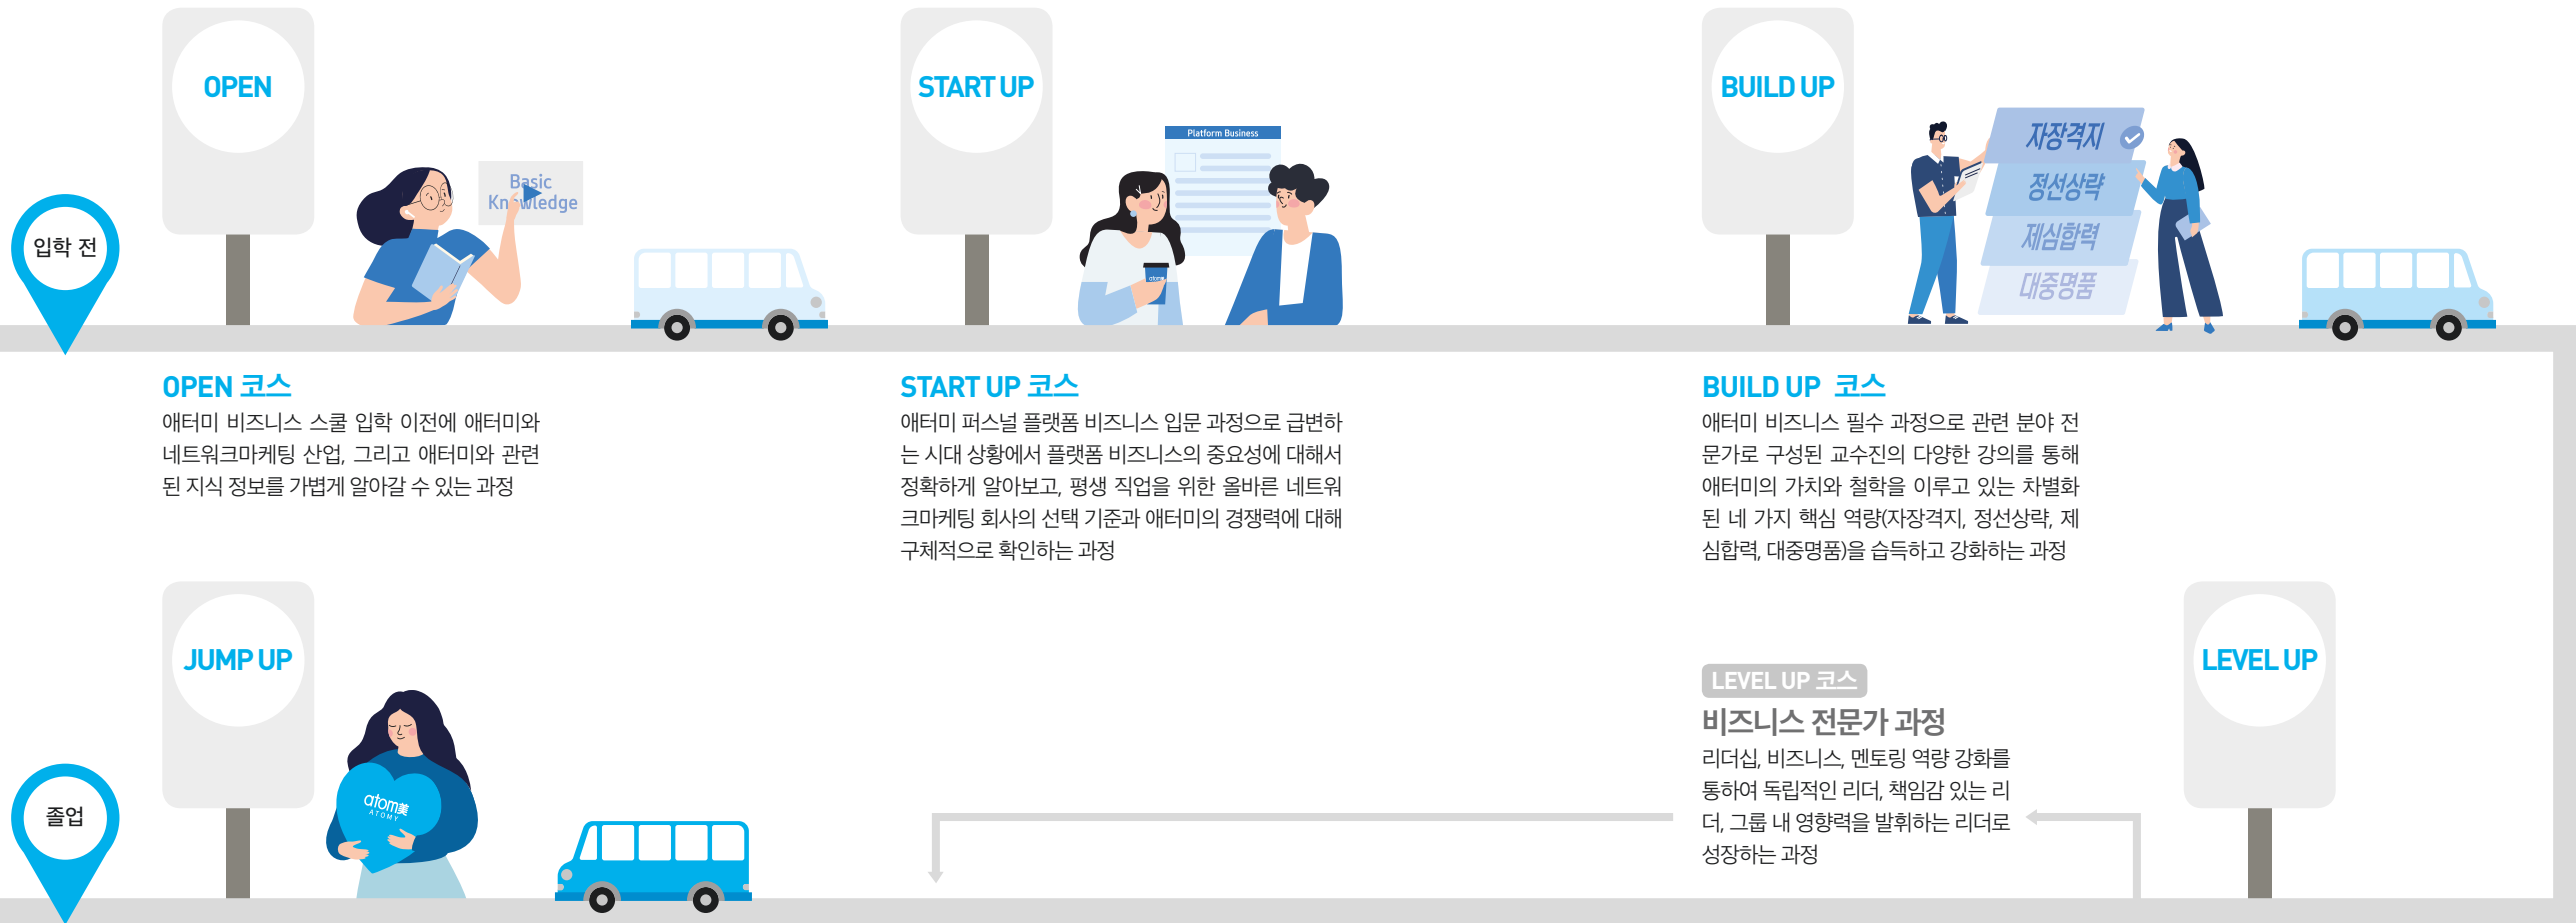 입학 전
OPEN
Basic
Knowledge
START UP
Platform Business
atom美
BUILD UP
자장격지
정선상략
제심합력
대중명품
OPEN 코스
애터미 비즈니스 스쿨 입학 이전에 애터미와
네트워크마케팅 산업, 그리고 애터미와 관련
된 지식 정보를 가볍게 알아갈 수 있는 과정
START UP 코스
애터미 퍼스널 플랫폼 비즈니스 입문 과정으로 급변하
는 시대 상황에서 플랫폼 비즈니스의 중요성에 대해서
정확하게 알아보고, 평생 직업을 위한 올바른 네트워
크마케팅 회사의 선택 기준과 애터미의 경쟁력에 대해
구체적으로 확인하는 과정
BUILD UP 코스
애터미 비즈니스 필수 과정으로 관련 분야 전
문가로 구성된 교수진의 다양한 강의를 통해
애터미의 가치와 철학을 이루고 있는 차별화
된 네 가지 핵심 역량(자장격지, 정선상략, 제
심합력, 대중명품)을 습득하고 강화하는 과정
졸업
JUMP UP
atom美
ATOMY
LEVEL UP 코스
비즈니스 전문가 과정
리더십, 비즈니스, 멘토링 역량 강화를
통하여 독립적인 리더, 책임감 있는 리
더, 그룹 내 영향력을 발휘하는 리더로
성장하는 과정
LEVEL UP